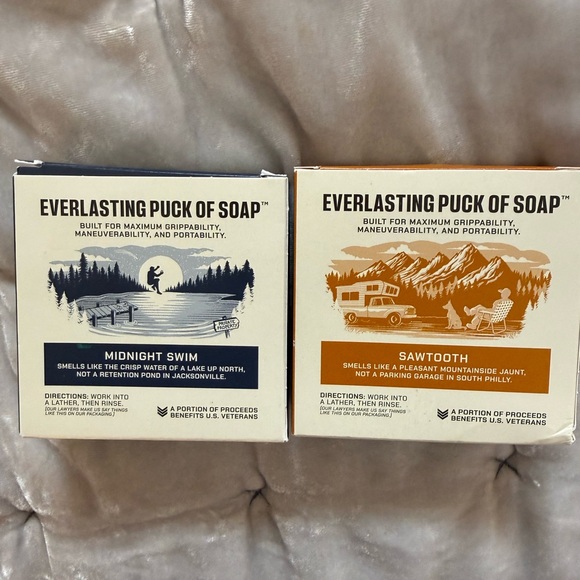 EVERLASTING PUCK OF SOAP™
BUILT FOR MAXIMUM GRIPPABILITY,
MANEUVERABILITY, AND PORTABILITY.
PRIVATE
PROPERTY
MIDNIGHT SWIM
SMELLS LIKE THE CRISP WATER OF A LAKE UP NORTH,
NOT A RETENTION POND IN JACKSONVILLE.
DIRECTIONS: WORK INTO
A LATHER, THEN RINSE.
[OUR LAWYERS MAKE US SAY THINGS
LIKE THIS ON OUR PACKAGING.]
A PORTION OF PROCEEDS
BENEFITS U.S. VETERANS
EVERLASTING PUCK OF SOAP™
BUILT FOR MAXIMUM GRIPPABILITY,
MANEUVERABILITY, AND PORTABILITY.
SAWTOOTH
SMELLS LIKE A PLEASANT MOUNTAINSIDE JAUNT,
NOT A PARKING GARAGE IN SOUTH PHILLY.
DIRECTIONS: WORK INTO
A LATHER, THEN RINSE.
[OUR LAWYERS MAKE US SAY THINGS
LIKE THIS ON OUR PACKAGING.]
A PORTION OF PROCEEDS
BENEFITS U.S. VETERANS